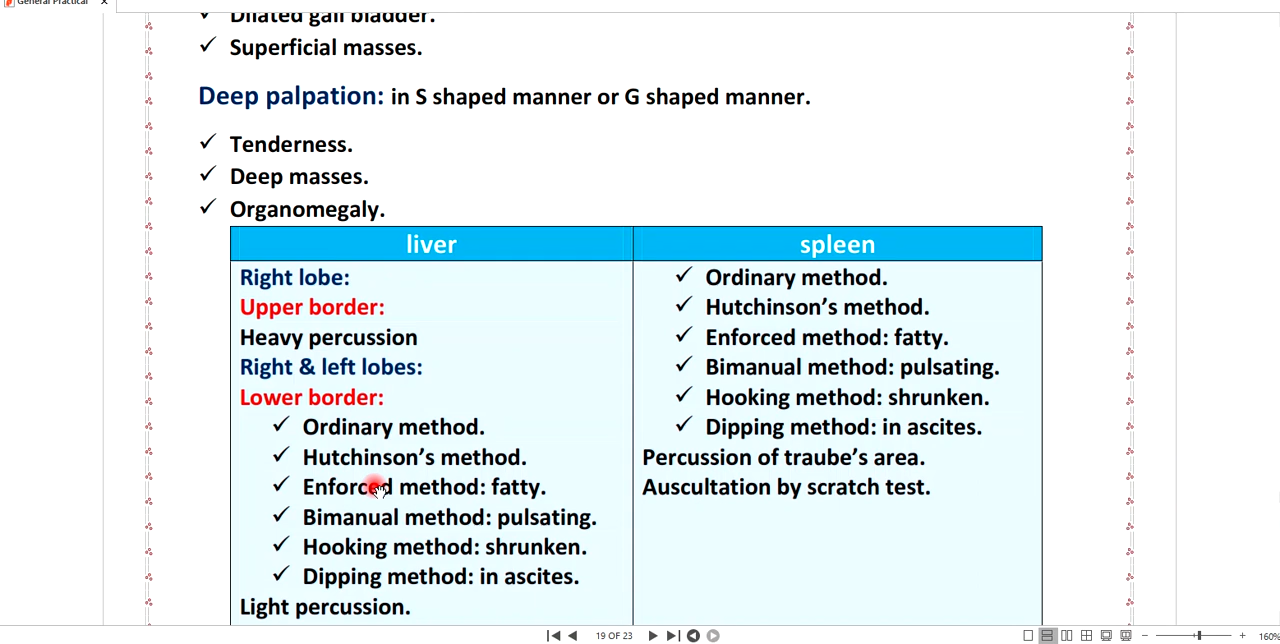 General Practical
Dilated gall bladder.
Superficial masses.
Deep palpation: in S shaped manner or G shaped manner.
Tenderness.
Deep masses.
Organomegaly.
liver
Right lobe:
Upper border:
Heavy percussion
Right & left lobes:
Lower border:
Ordinary method.
Hutchinson’s method.
Enforced method: fatty.
Bimanual method: pulsating.
Hooking method: shrunken.
Dipping method: in ascites.
Light percussion.
spleen
Ordinary method.
Hutchinson’s method.
Enforced method: fatty.
Bimanual method: pulsating.
Hooking method: shrunken.
Dipping method: in ascites.
Percussion of traube’s area.
Auscultation by scratch test.
19 OF 23
160%